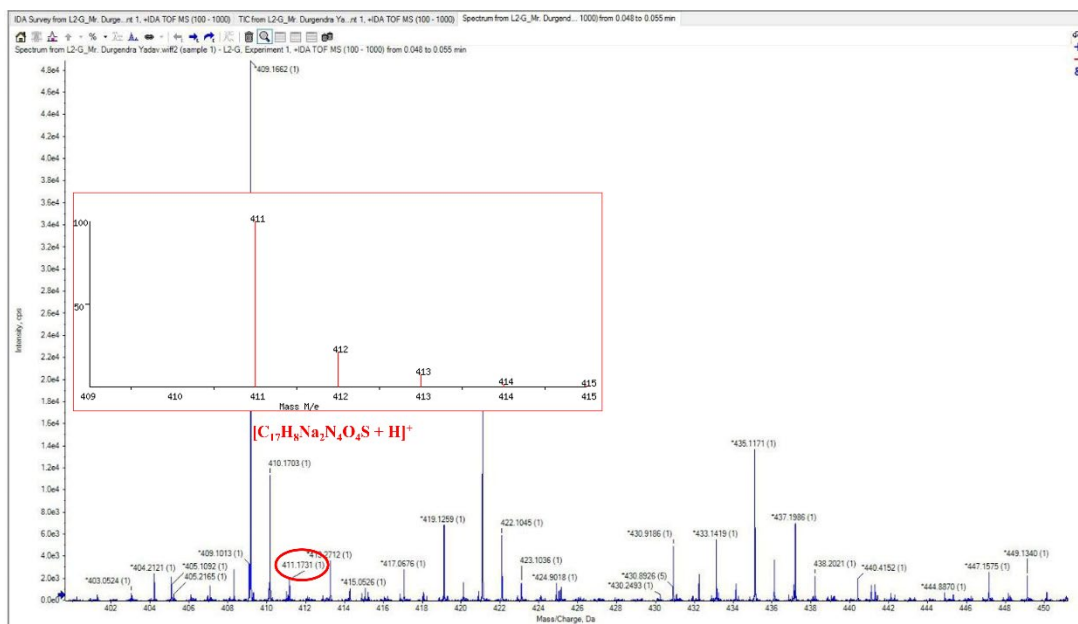 IDA Survey from L2-G_Mr. Durge...nt 1, +IDA TOF MS (100 - 1000)
TIC from L2-G_Mr. Durgendra Ya...nt 1, +IDA TOF MS (100 - 1000)
Spectrum from L2-G_Mr. Durgend... 1000) from 0.048 to 0.055 min
Spectrum from L2-G_Mr. Durgendra Yadav.wiff2 (sample 1) - L2-G, Experiment 1, +IDA TOF MS (100 - 1000) from 0.048 to 0.055 min
*409.1662 (1)
4.8e4
4.6e4
4.4e4
4.2e4
4.0e4
3.8e4
3.6e4
3.4e4
3.2e4
3.0e4
2.8e4
2.6e4
2.4e4
2.2e4
2.0e4
1.8e4
1.6e4
1.4e4
1.2e4
1.0e4
8.0e3
6.0e3
4.0e3
2.0e3
0.0e0
Intensity, cps
100
50
411
412
413
414
415
409 410 411 412 413 414 415
Mass M/e
[C₁₇H₈Na₂N₄O₄S + H]⁺
*435.1171 (1)
410.1703 (1)
*419.1259 (1)
*437.1986 (1)
422.1045 (1)
*430.9186 (1)
*433.1419 (1)
*409.1013 (1)
411.1731 (1)
*404.2121 (1)
*405.1092 (1)
*405.2165 (1)
*403.0524 (1)
*417.0676 (1)
*415.0526 (1)
423.1036 (1)
*424.9018 (1)
*430.8926 (5)
*430.2493 (1)
438.2021 (1)
*440.4152 (1)
*444.8870 (1)
*447.1575 (1)
*449.1340 (1)
402 404 406 408 410 412 414 416 418 420 422 424 426 428 430 432 434 436 438 440 442 444 446 448 450
Mass/Charge, Da